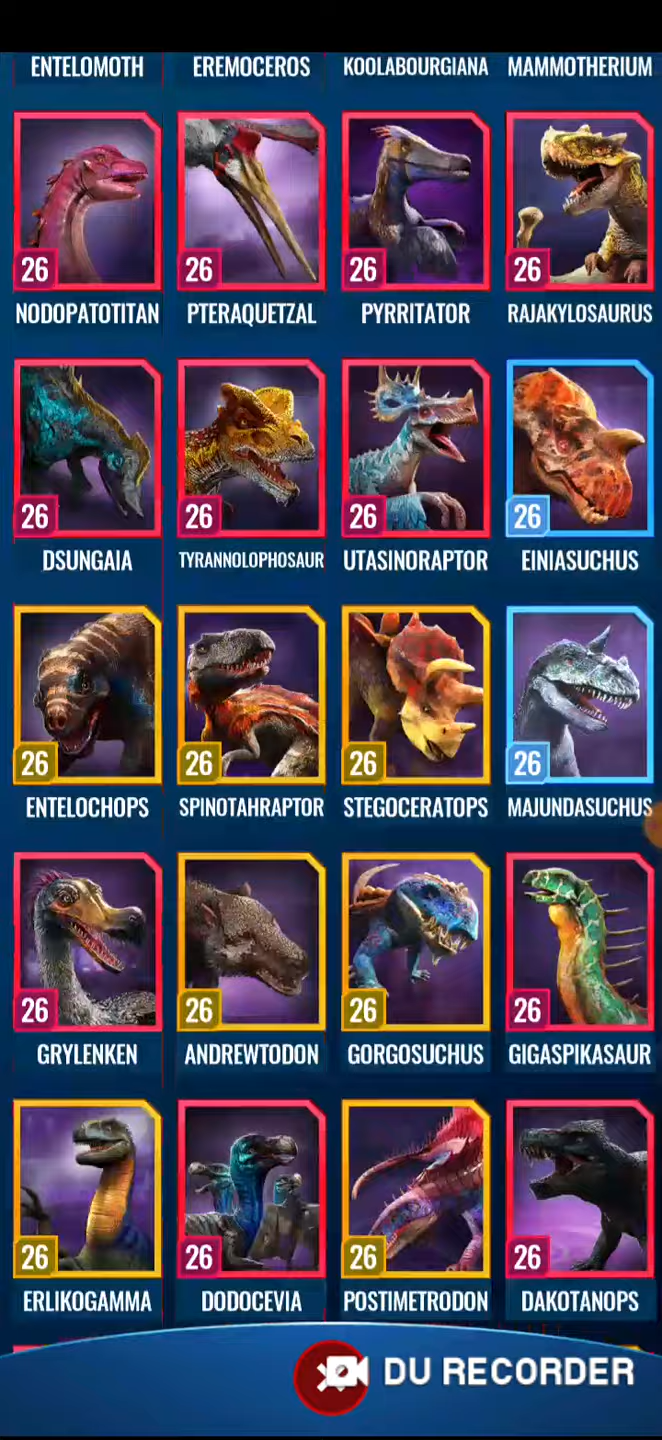 ENTELOMOTH EREMOCEROS KOOLABOURGIANA MAMMOTHERIUM
26 26 26 26
NODOPATOTITAN PTERAQUETZAL PYRRITATOR RAJAKYLOSAURUS
26 26 26 26
DSUNGAIA TYRANNOLOPHOSAUR UTASINORAPTOR EINIASUCHUS
26 26 26 26
ENTELOCHOPS SPINOTAHRAPTOR STEGOCERATOPS MAJUNDASUCHUS
26 26 26 26
GRYLENKEN ANDREWTODON GORGOSUCHUS GIGASPIKASAUR
26 26 26 26
ERLIKOGAMMA DODOCEVIA POSTIMETRODON DAKOTANOPS
DU RECORDER